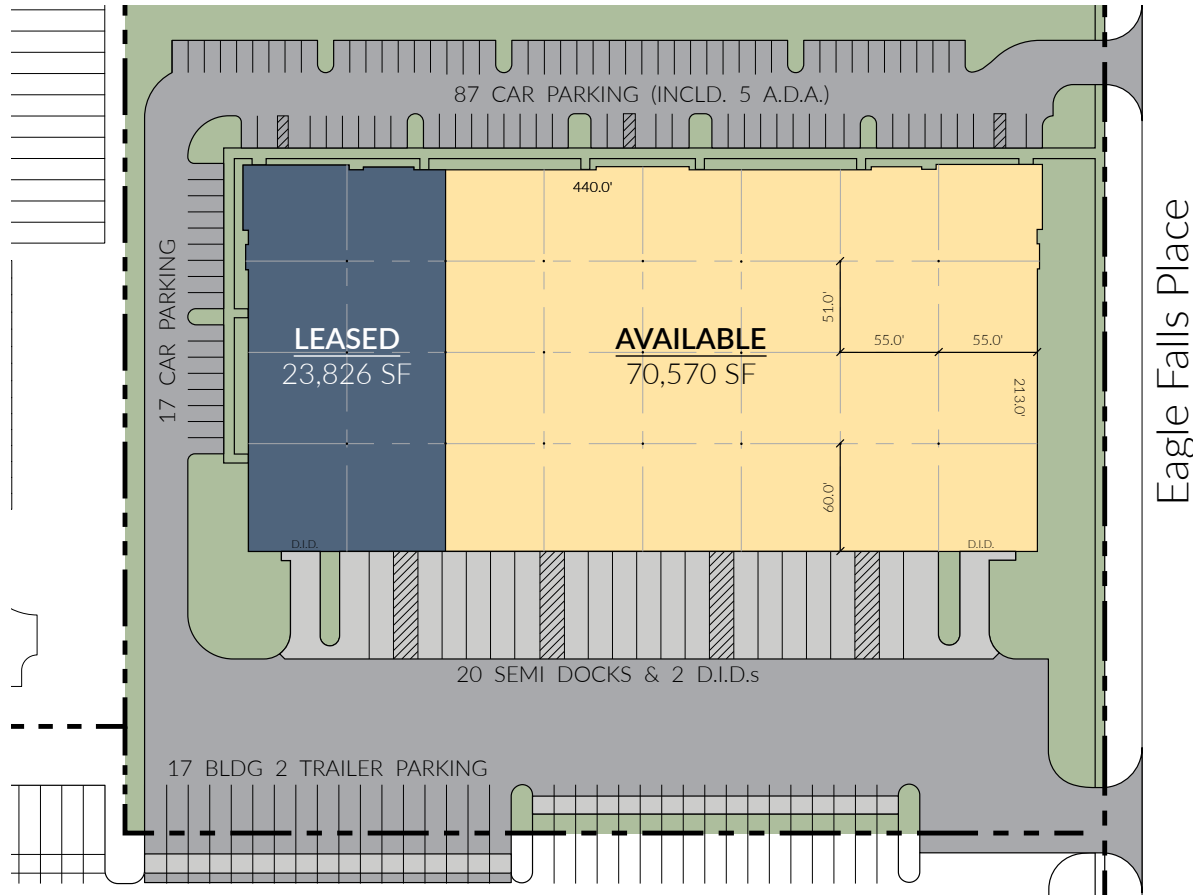 87 CAR PARKING (INCLD. 5 A.D.A.)
440.0'
17 CAR PARKING
LEASED
23,826 SF
AVAILABLE
70,570 SF
51.0'
55.0'
55.0'
213.0'
60.0'
D.I.D.
D.I.D.
20 SEMI DOCKS & 2 D.I.D.s
17 BLDG 2 TRAILER PARKING
Eagle Falls Place